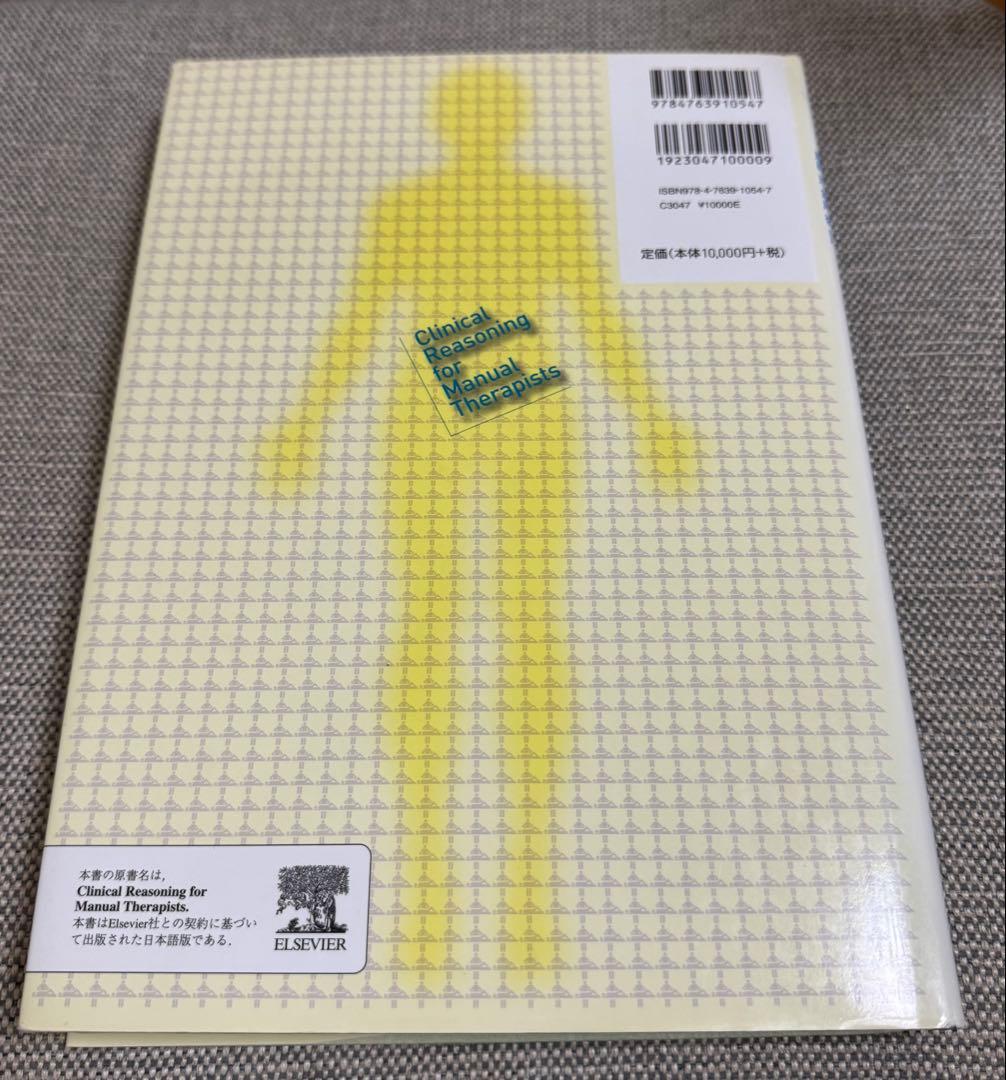 9784763910547
1923047100009
ISBN978-4-7639-1054-7
C3047 ¥10000E
定価(本体10,000円+税)
Clinical
Reasoning
for
Manual
Therapists
本書の原書名は,
Clinical Reasoning for
Manual Therapists.
本書はElsevier社との契約に基づい
て出版された日本語版である.
ELSEVIER